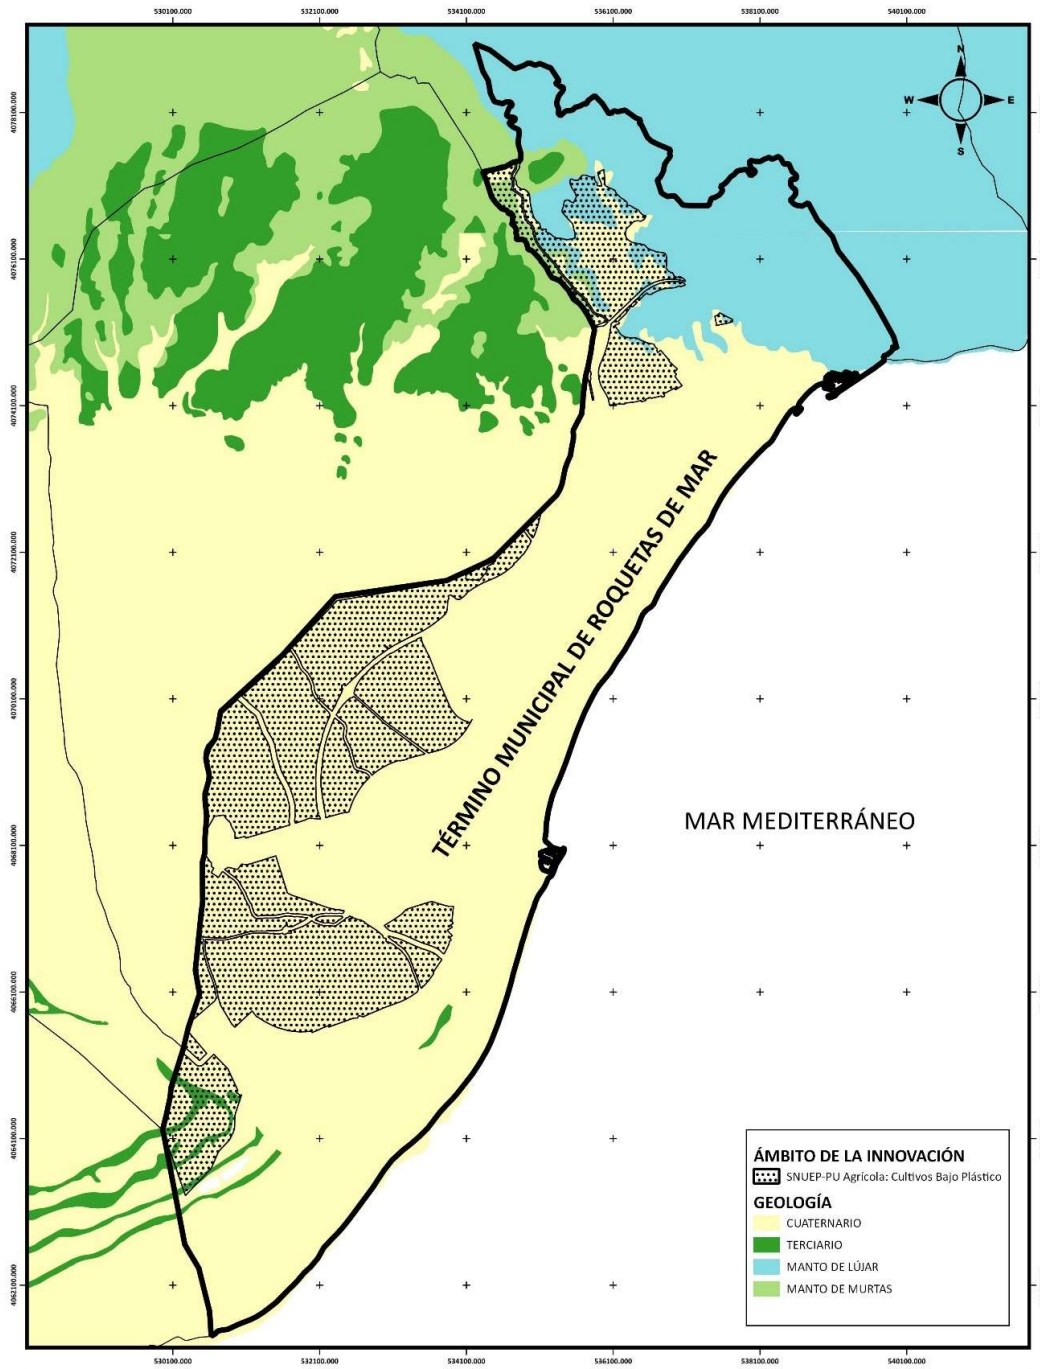 530100.000 532100.000 534100.000 536100.000 538100.000 540100.000
N
W E
S
4078100.000
4076100.000
4074100.000
4072100.000
4070100.000
4068100.000
4066100.000
4064100.000
4062100.000
TÉRMINO MUNICIPAL DE ROQUETAS DE MAR
MAR MEDITERRÁNEO
ÁMBITO DE LA INNOVACIÓN
SNUEP-PU Agrícola: Cultivos Bajo Plástico
GEOLOGÍA
CUATERNARIO
TERCIARIO
MANTO DE LÚJAR
MANTO DE MURTAS
530100.000 532100.000 534100.000 536100.000 538100.000 540100.000